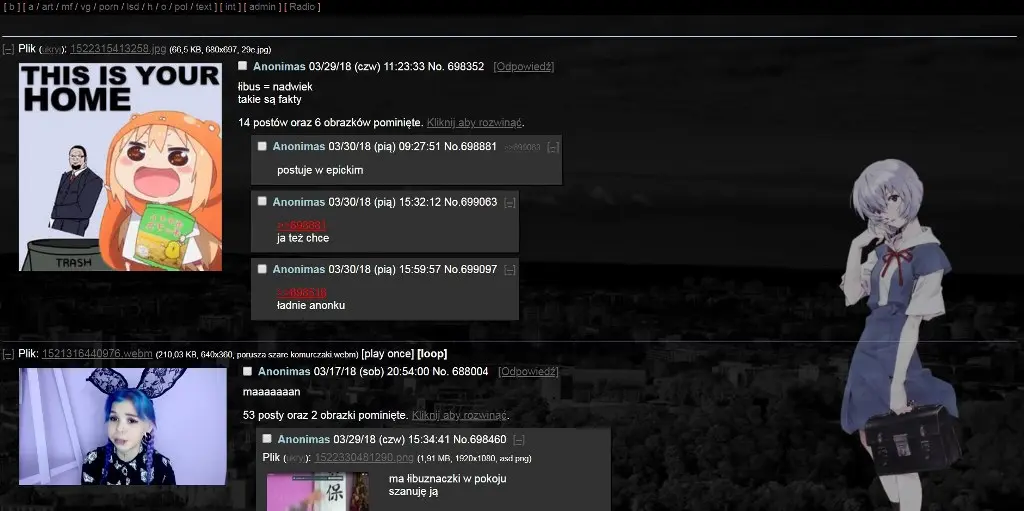 [ b ] [ a / art / mf / vg / porn / lsd / h / o / pol / text ] [ int ] [ admin ] [ Radio ]
[–] Plik (ukryj): 1522315413258.jpg (66,5 KB, 680x697, 29c.jpg)
THIS IS YOUR
HOME
TRASH
Anonimas 03/29/18 (czw) 11:23:33 No. 698352 [Odpowiedź]
łibus = nadwiek
takie są fakty
14 postów oraz 6 obrazków pominięte. Kliknij aby rozwinąć.
Anonimas 03/30/18 (pią) 09:27:51 No.698881 >>699063 [–]
postuje w epickim
Anonimas 03/30/18 (pią) 15:32:12 No.699063 [–]
>>698881
ja też chce
Anonimas 03/30/18 (pią) 15:59:57 No.699097 [–]
>>698518
ładnie anonku
[–] Plik: 1521316440976.webm (210,03 KB, 640x360, porusza szare komurczaki.webm) [play once] [loop]
Anonimas 03/17/18 (sob) 20:54:00 No. 688004 [Odpowiedź]
maaaaaaan
53 posty oraz 2 obrazki pominięte. Kliknij aby rozwinąć.
Anonimas 03/29/18 (czw) 15:34:41 No.698460 [–]
Plik (ukryj): 1522330481290.png (1,91 MB, 1920x1080, asd.png)
保
ma łibuznaczki w pokoju
szanuję ją